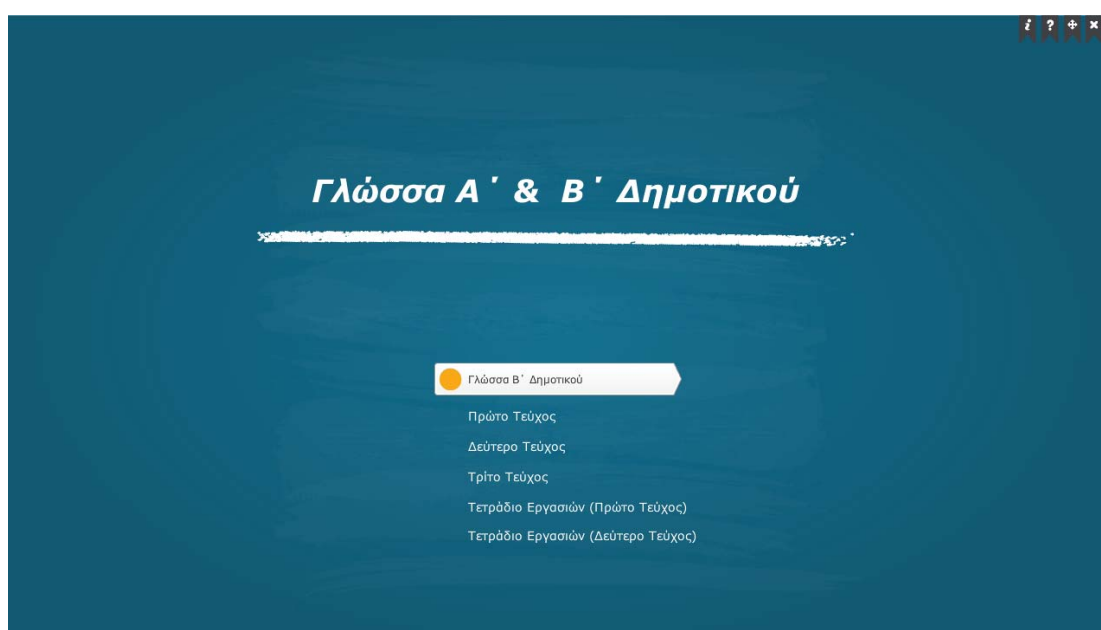 Γλώσσα Α΄ & Β΄ Δημοτικού
Γλώσσα Β΄ Δημοτικού
Πρώτο Τεύχος
Δεύτερο Τεύχος
Τρίτο Τεύχος
Τετράδιο Εργασιών (Πρώτο Τεύχος)
Τετράδιο Εργασιών (Δεύτερο Τεύχος)